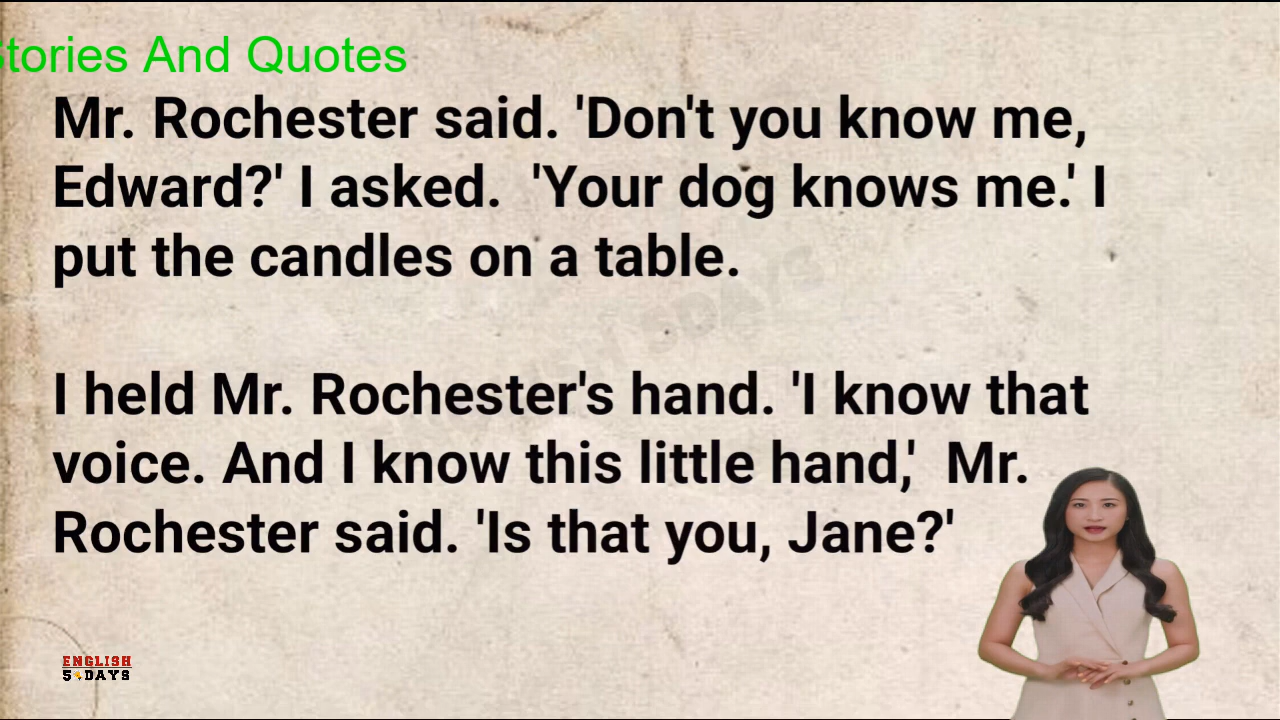 tories And Quotes
Mr. Rochester said. 'Don't you know me,
Edward?' I asked.  'Your dog knows me.' I
put the candles on a table.
I held Mr. Rochester's hand. 'I know that
voice. And I know this little hand,'  Mr.
Rochester said. 'Is that you, Jane?'
ENGLISH
5 DAYS